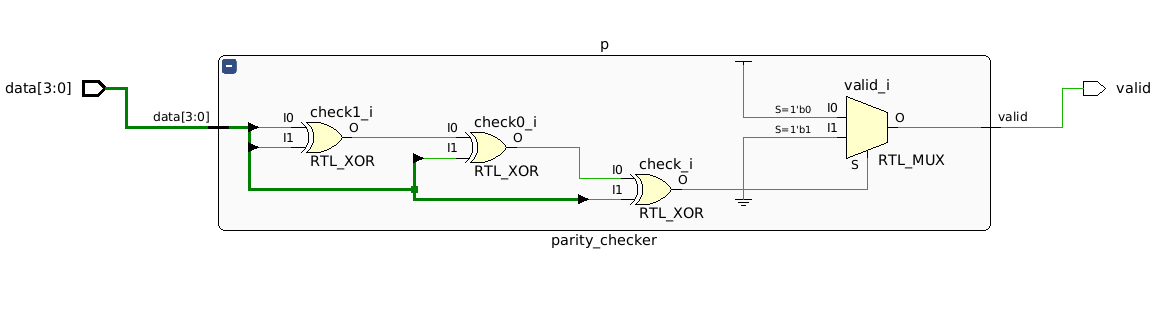 p
data[3:0]
data[3:0]
check1_i
I0
I1
O
RTL_XOR
check0_i
I0
I1
O
RTL_XOR
check_i
I0
I1
O
RTL_XOR
valid_i
S=1'b0
I0
S=1'b1
I1
O
S
RTL_MUX
valid
valid
parity_checker